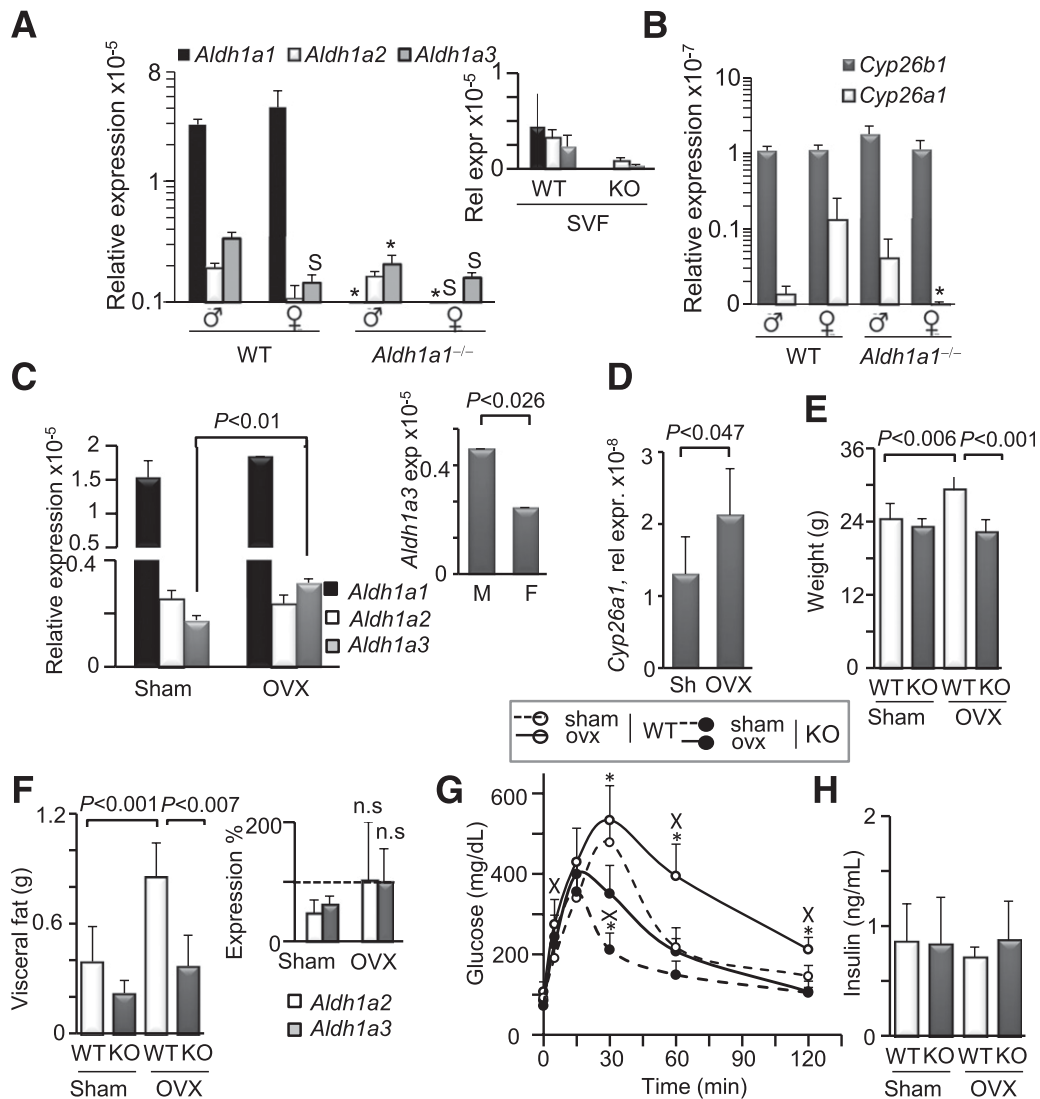 A
Aldh1a1 Aldh1a2 Aldh1a3
Relative expression x10-5
8
1
0.1
*
*
S
*
S
S
♂ ♀ ♂ ♀
WT Aldh1a1−/−
Rel expr x10-5
1
0
WT KO
SVF
B
Relative expression x10-7
Cyp26b1
Cyp26a1
10
1
0.1
0
*
♂ ♀ ♂ ♀
WT Aldh1a1−/−
C
Relative expression x10-5
P<0.01
2
1.5
1
0.5
0.4
0
Sham OVX
Aldh1a1
Aldh1a2
Aldh1a3
Aldh1a3 exp x10-5
P<0.026
0.4
0
M F
D
Cyp26a1, rel expr. x10-8
P<0.047
3
2
1
0
Sh OVX
E
Weight (g)
P<0.006 P<0.001
36
24
12
0
WT KO WT KO
Sham OVX
sham WT sham KO
ovx ovx
F
Visceral fat (g)
P<0.001 P<0.007
1.2
0.6
0
WT KO WT KO
Sham OVX
Expression %
200
0
n.s
n.s
Sham OVX
Aldh1a2
Aldh1a3
G
Glucose (mg/dL)
600
400
200
0
X
*
X
*
X
*
X
*
0 30 60 90 120
Time (min)
H
Insulin (ng/mL)
2
1
0
WT KO WT KO
Sham OVX